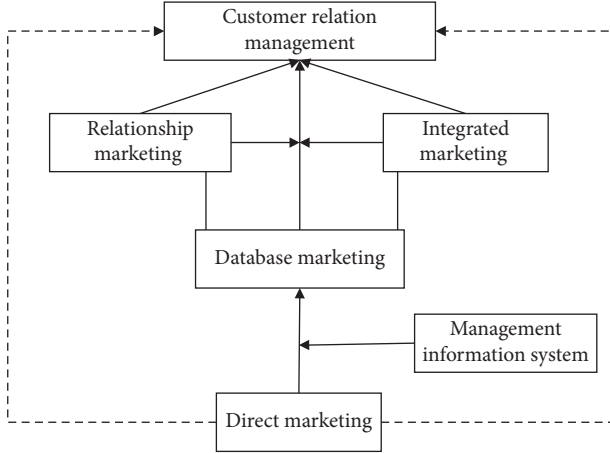 Customer relation
management
Relationship
marketing
Integrated
marketing
Database marketing
Management
information system
Direct marketing